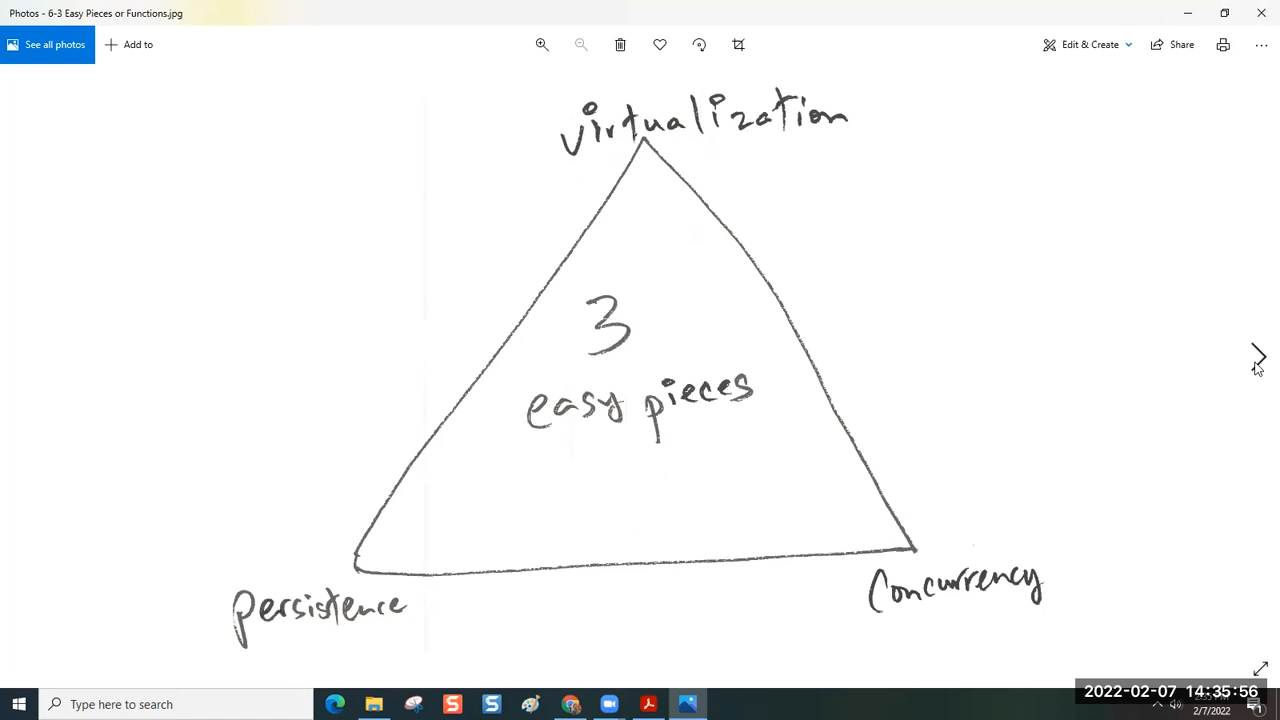 Photos - 6-3 Easy Pieces or Functions.jpg
See all photos
Add to
Edit & Create
Share
virtualization
3
easy pieces
persistence
Concurrency
Type here to search
2022-02-07 14:35:56
2/7/2022